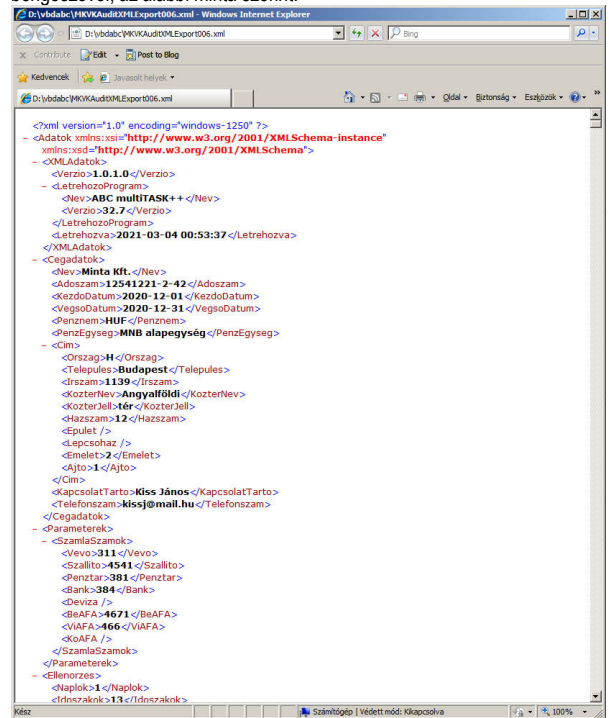 böngészővel, az alábbi minta szerint:
D:\vbdabc\MKVKAuditXMLExport006.xml - Windows Internet Explorer
D:\vbdabc\MKVKAuditXMLExport006.xml
Bing
x Contribute Edit Post to Blog
Kedvencek Javasolt helyek
D:\vbdabc\MKVKAuditXMLExport006.xml Oldal Biztonság Eszközök »
<?xml version="1.0" encoding="windows-1250" ?>
- <Adatok xmlns:xsi="http://www.w3.org/2001/XMLSchema-instance"
xmlns:xsd="http://www.w3.org/2001/XMLSchema">
- <XMLAdatok>
<Verzio>1.0.1.0</Verzio>
- <LetrehozoProgram>
<Nev>ABC multiTASK++</Nev>
<Verzio>32.7</Verzio>
</LetrehozoProgram>
<Letrehozva>2021-03-04 00:53:37</Letrehozva>
</XMLAdatok>
- <Cegadatok>
<Nev>Minta Kft.</Nev>
<Adoszam>12541221-2-42</Adoszam>
<KezdoDatum>2020-12-01</KezdoDatum>
<VegsoDatum>2020-12-31</VegsoDatum>
<Penznem>HUF</Penznem>
<PenzEgyseg>MNB alapegység</PenzEgyseg>
- <Cim>
<Orszag>H</Orszag>
<Telepules>Budapest</Telepules>
<Irszam>1139</Irszam>
<KozterNev>Angyalföldi</KozterNev>
<KozterJell>tér</KozterJell>
<Hazszam>12</Hazszam>
<Epulet />
<Lepcsohaz />
<Emelet>2</Emelet>
<Ajto>1</Ajto>
</Cim>
<KapcsolatTarto>Kiss János</KapcsolatTarto>
<Telefonszam>kissj@mail.hu</Telefonszam>
</Cegadatok>
- <Parameterek>
- <SzamlaSzamok>
<Vevo>311</Vevo>
<Szallito>4541</Szallito>
<Penztar>381</Penztar>
<Bank>384</Bank>
<Deviza />
<BeAFA>4671</BeAFA>
<ViAFA>466</ViAFA>
<KoAFA />
</SzamlaSzamok>
</Parameterek>
- <Ellenorzes>
<Naplok>1</Naplok>
<Idoszakok>13</Idoszakok>
Kész Számítógép | Védett mód: Kikapcsolva 100%